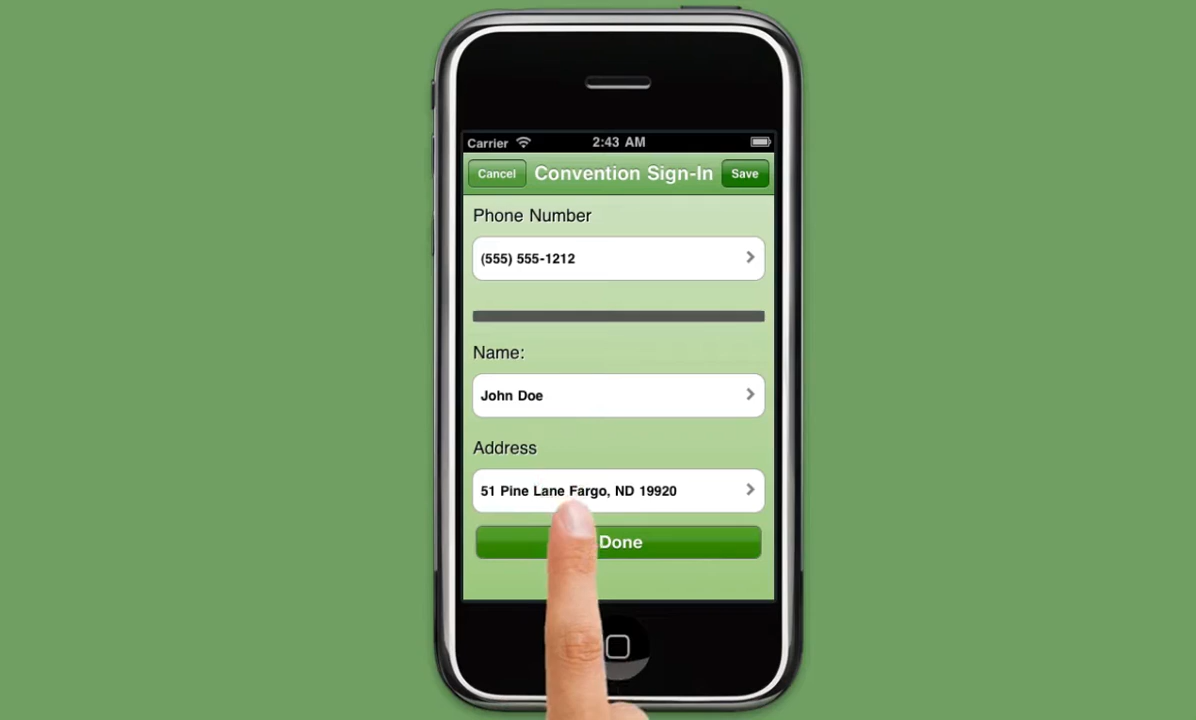 Carrier 2:43 AM
Cancel Convention Sign-In Save
Phone Number
(555) 555-1212
Name:
John Doe
Address
51 Pine Lane Fargo, ND 19920
Done